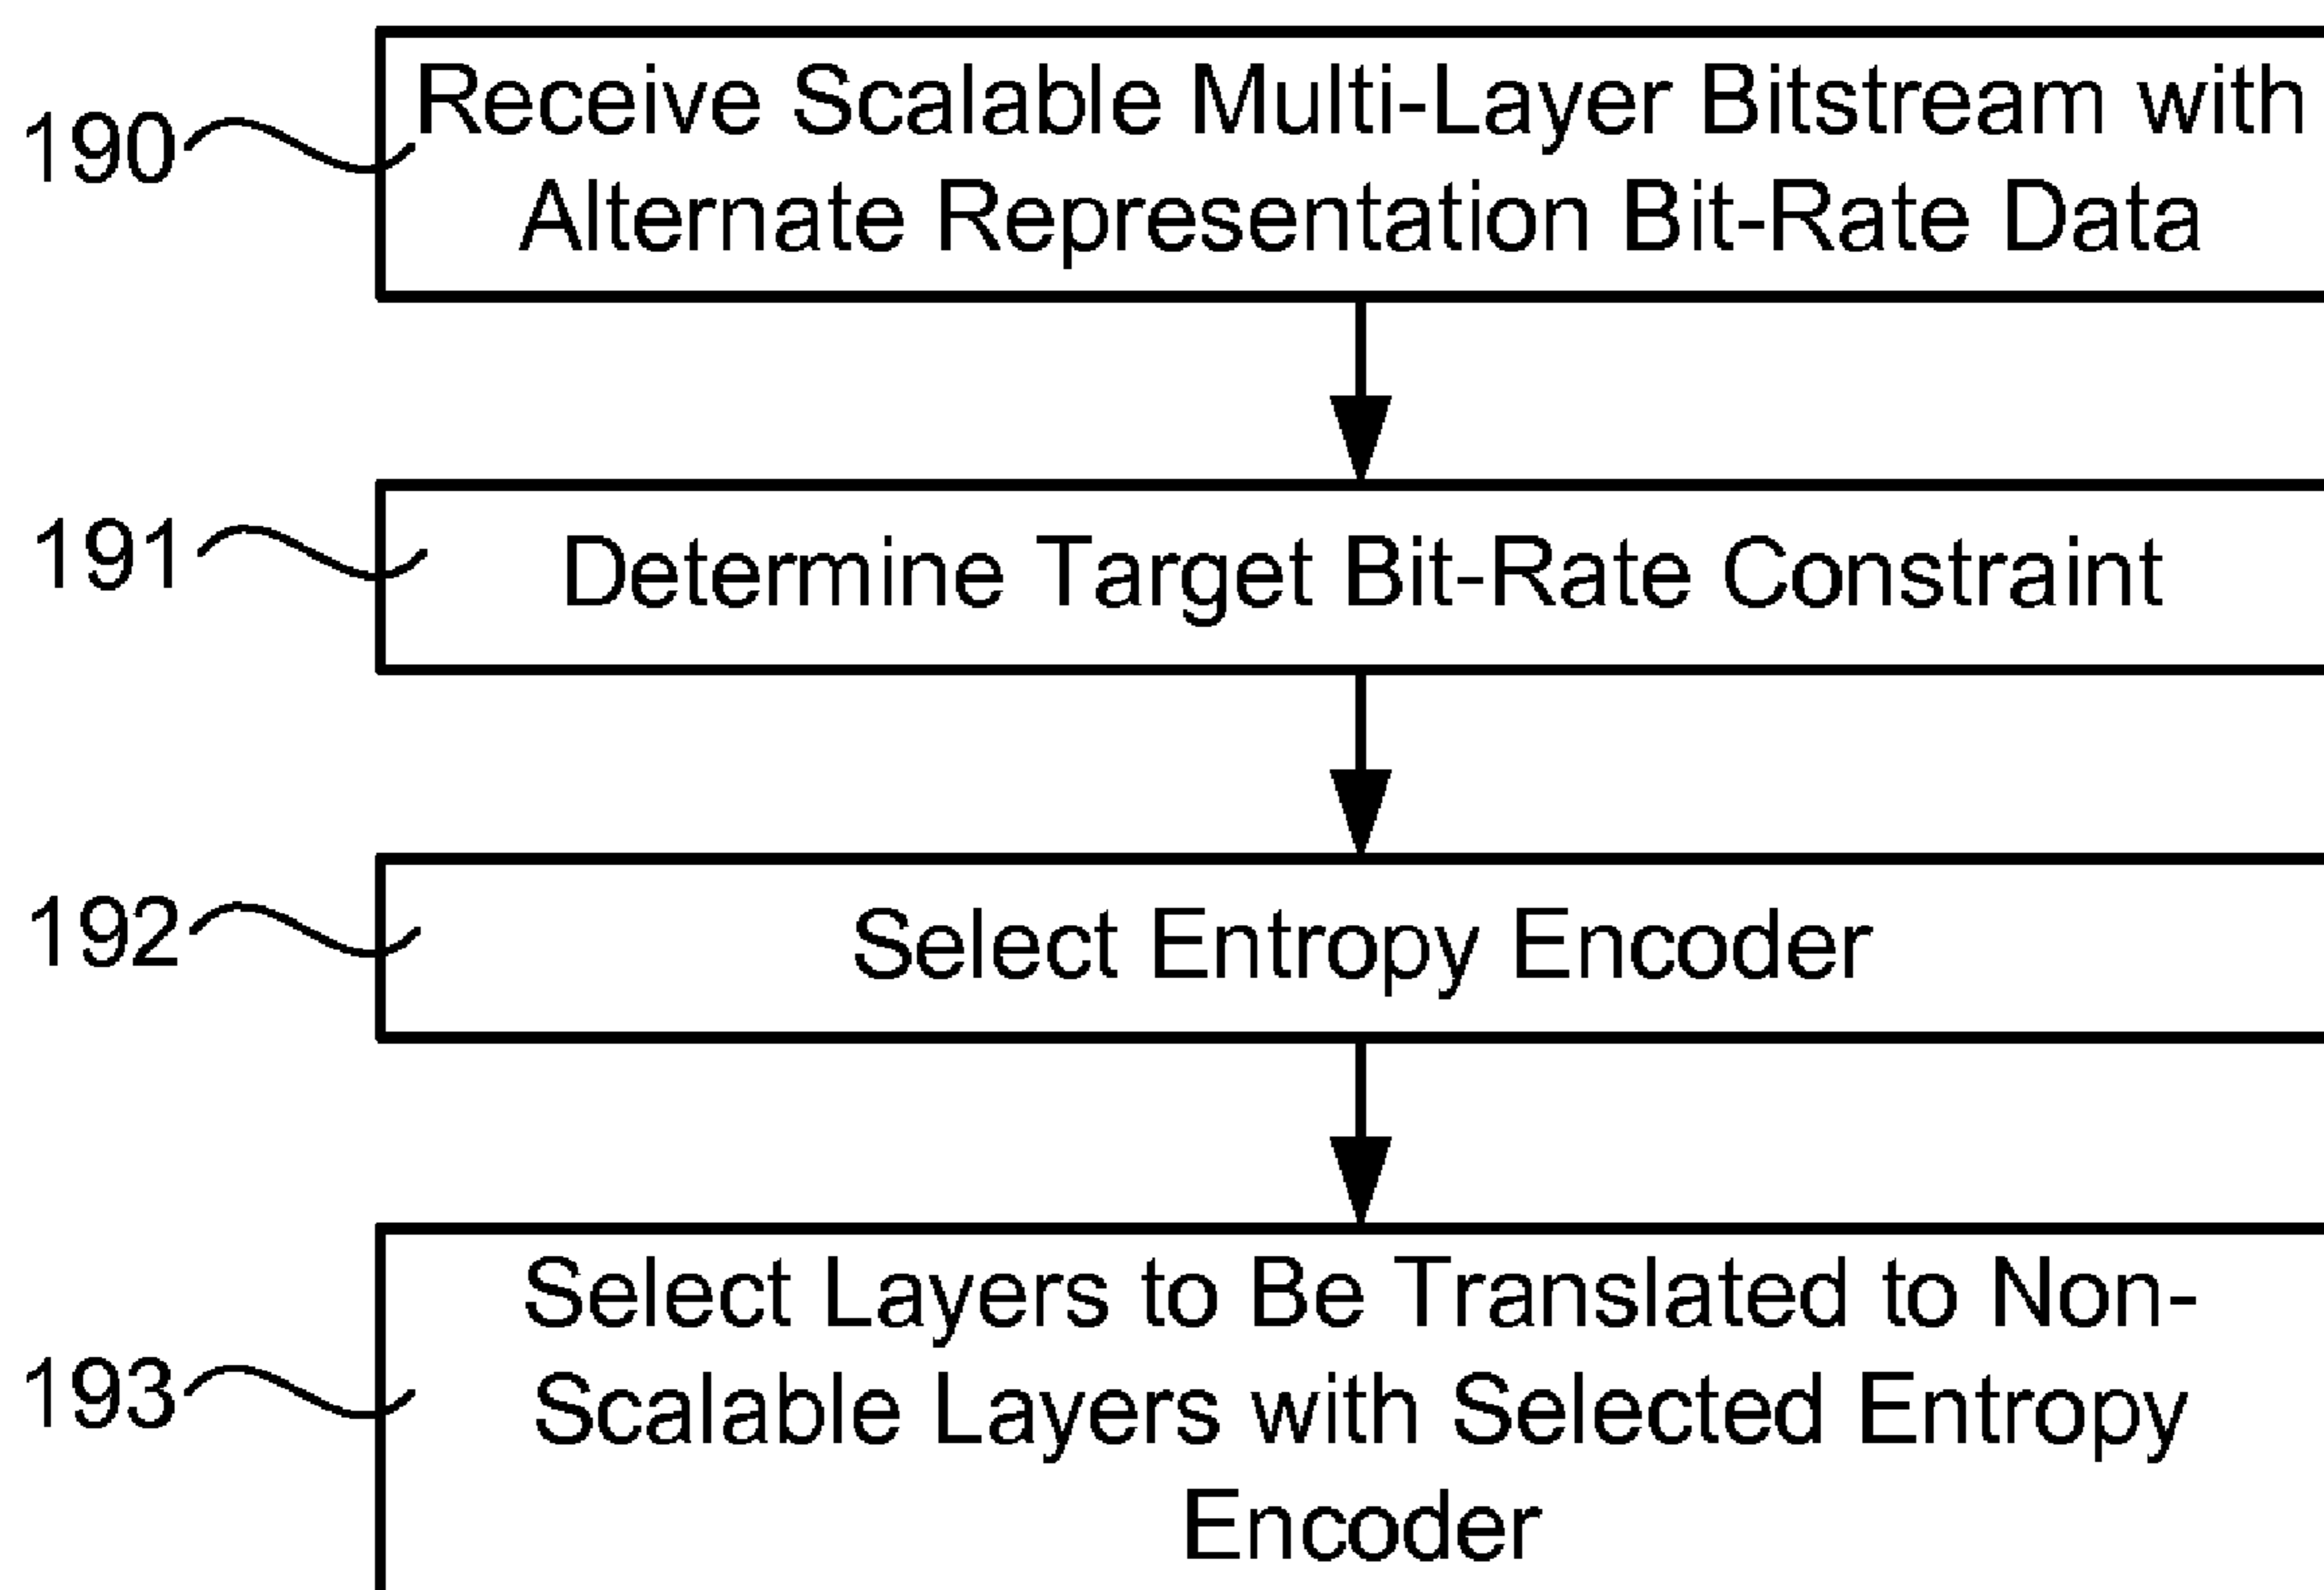 190
Receive Scalable Multi-Layer Bitstream with
Alternate Representation Bit-Rate Data
191
Determine Target Bit-Rate Constraint
192
Select Entropy Encoder
193
Select Layers to Be Translated to Non-
Scalable Layers with Selected Entropy
Encoder